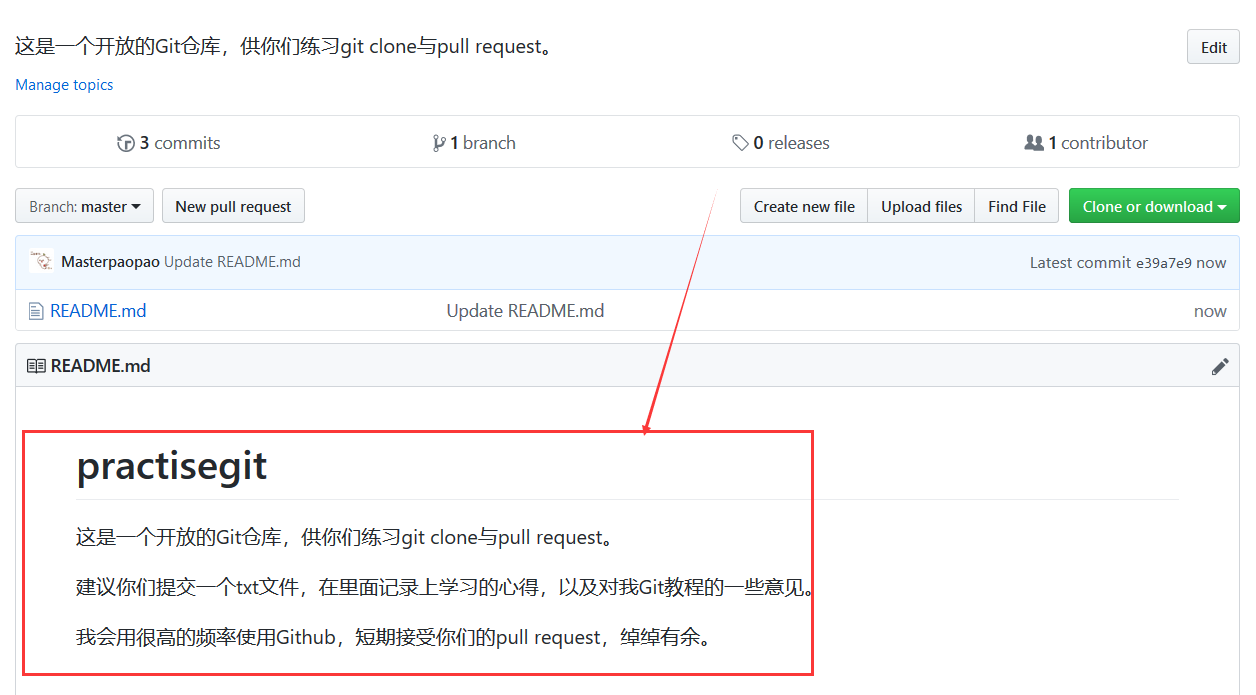 这是一个开放的Git仓库，供你们练习git clone与pull request。
Edit
Manage topics
3 commits
1 branch
0 releases
1 contributor
Branch: master
New pull request
Create new file
Upload files
Find File
Clone or download
Masterpaopao Update README.md
Latest commit e39a7e9 now
README.md
Update README.md
now
README.md
practisegit
这是一个开放的Git仓库，供你们练习git clone与pull request。
建议你们提交一个txt文件，在里面记录上学习的心得，以及对我Git教程的一些意见。
我会用很高的频率使用Github，短期接受你们的pull request，绰绰有余。